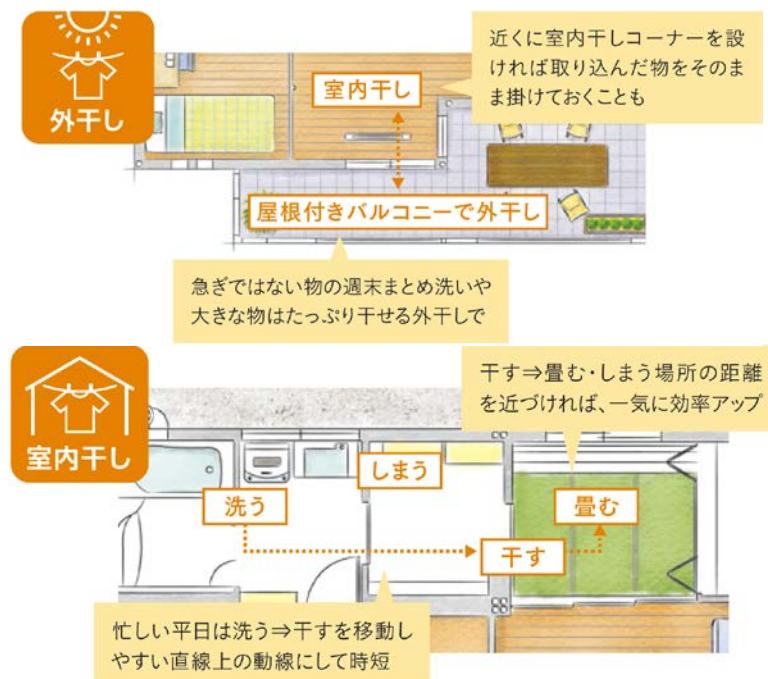 外干し
近くに室内干しコーナーを設
ければ取り込んだ物をそのま
ま掛けておくことも
室内干し
屋根付きバルコニーで外干し
急ぎではない物の週末まとめ洗いや
大きな物はたっぷり干せる外干しで
室内干し
干す⇒畳む・しまう場所の距離
を近づければ、一気に効率アップ
しまう
洗う
畳む
干す
忙しい平日は洗う⇒干すを移動し
やすい直線上の動線にして時短